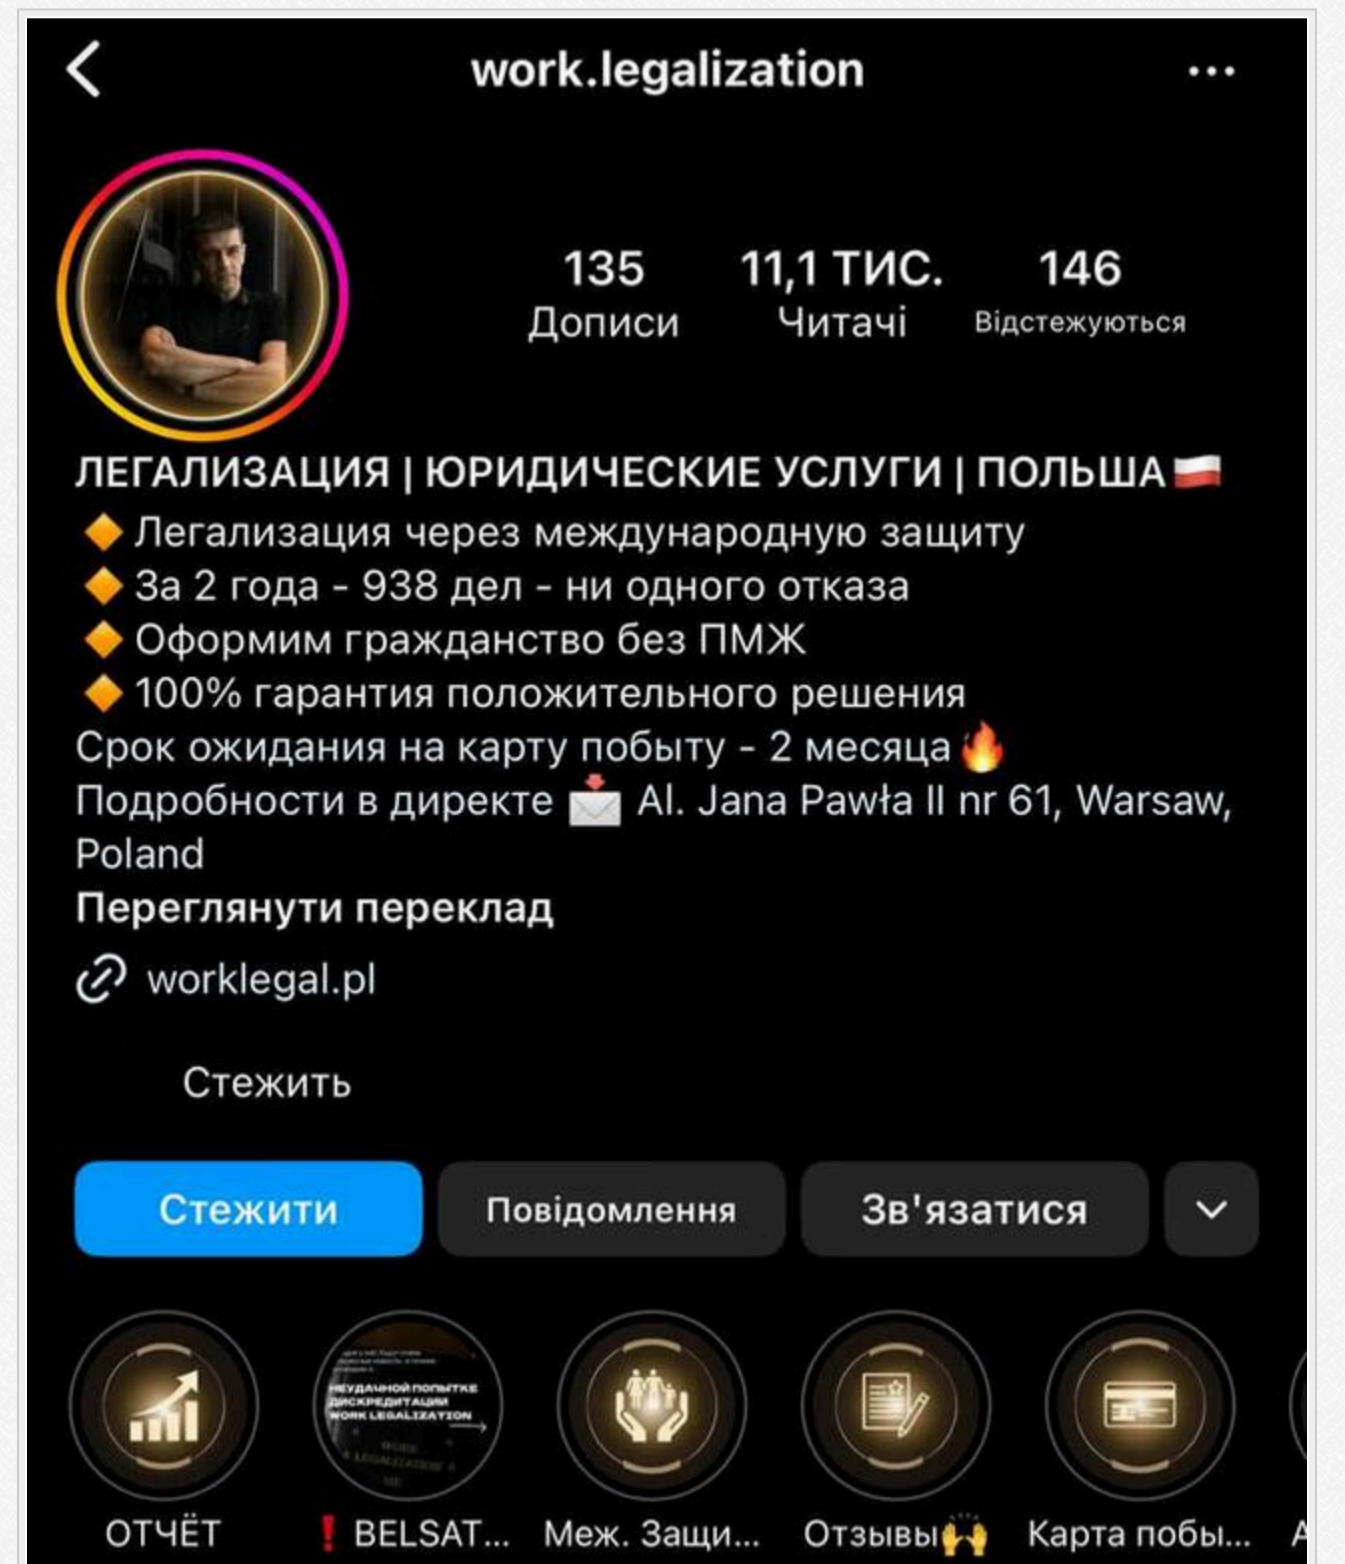 work.legalization
135
11,1 ТИС.
146
Дописи
Читачі
Відстежуються
ЛЕГАЛИЗАЦИЯ | ЮРИДИЧЕСКИЕ УСЛУГИ | ПОЛЬША🇵🇱
🔸Легализация через международную защиту
🔸За 2 года - 938 дел - ни одного отказа
🔸Оформим гражданство без ПМЖ
🔸100% гарантия положительного решения
Срок ожидания на карту побыту - 2 месяца🔥
Подробности в директе 📩 Al. Jana Pawła II nr 61, Warsaw,
Poland
Переглянути переклад
worklegal.pl
Стежить
Стежити
Повідомлення
Зв'язатися
НЕУДАЧНОЙ ПОПЫТКЕ
ДИСКРЕДИТАЦИИ
WORK LEGALIZATION
ОТЧЁТ
❗BELSAT...
Меж. Защи...
Отзывы🙌
Карта побы...